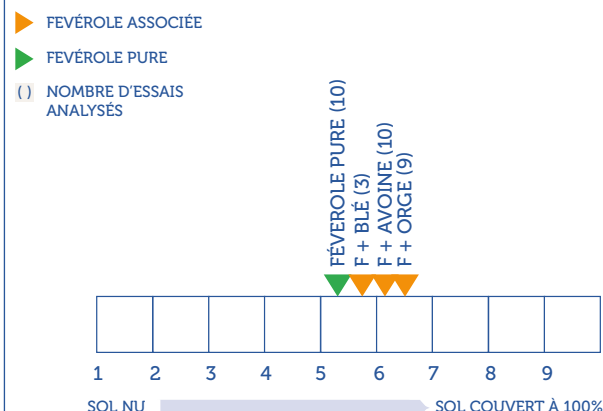 FEVÉROLE ASSOCIÉE
FEVÉROLE PURE
( ) NOMBRE D'ESSAIS
ANALYSÉS
FÉVEROLE PURE (10)
F + BLÉ (3)
F + AVOINE (10)
F + ORGE (9)
1 2 3 4 5 6 7 8 9
SOL NU SOL COUVERT À 100%